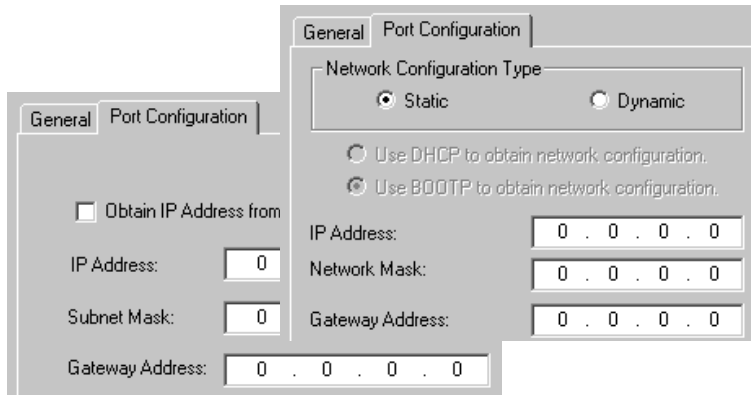 General Port Configuration
Network Configuration Type
Static Dynamic
Use DHCP to obtain network configuration.
Use BOOTP to obtain network configuration.
IP Address: 0 . 0 . 0 . 0
Network Mask: 0 . 0 . 0 . 0
Gateway Address: 0 . 0 . 0 . 0
General Port Configuration
Obtain IP Address from
IP Address: 0
Subnet Mask: 0
Gateway Address: 0 . 0 . 0 . 0